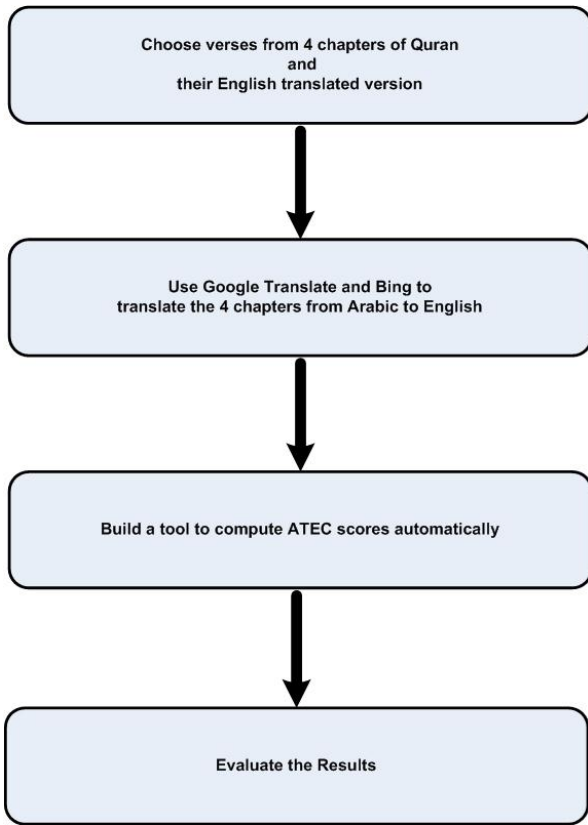 Choose verses from 4 chapters of Quran
and
their English translated version
Use Google Translate and Bing to
translate the 4 chapters from Arabic to English
Build a tool to compute ATEC scores automatically
Evaluate the Results